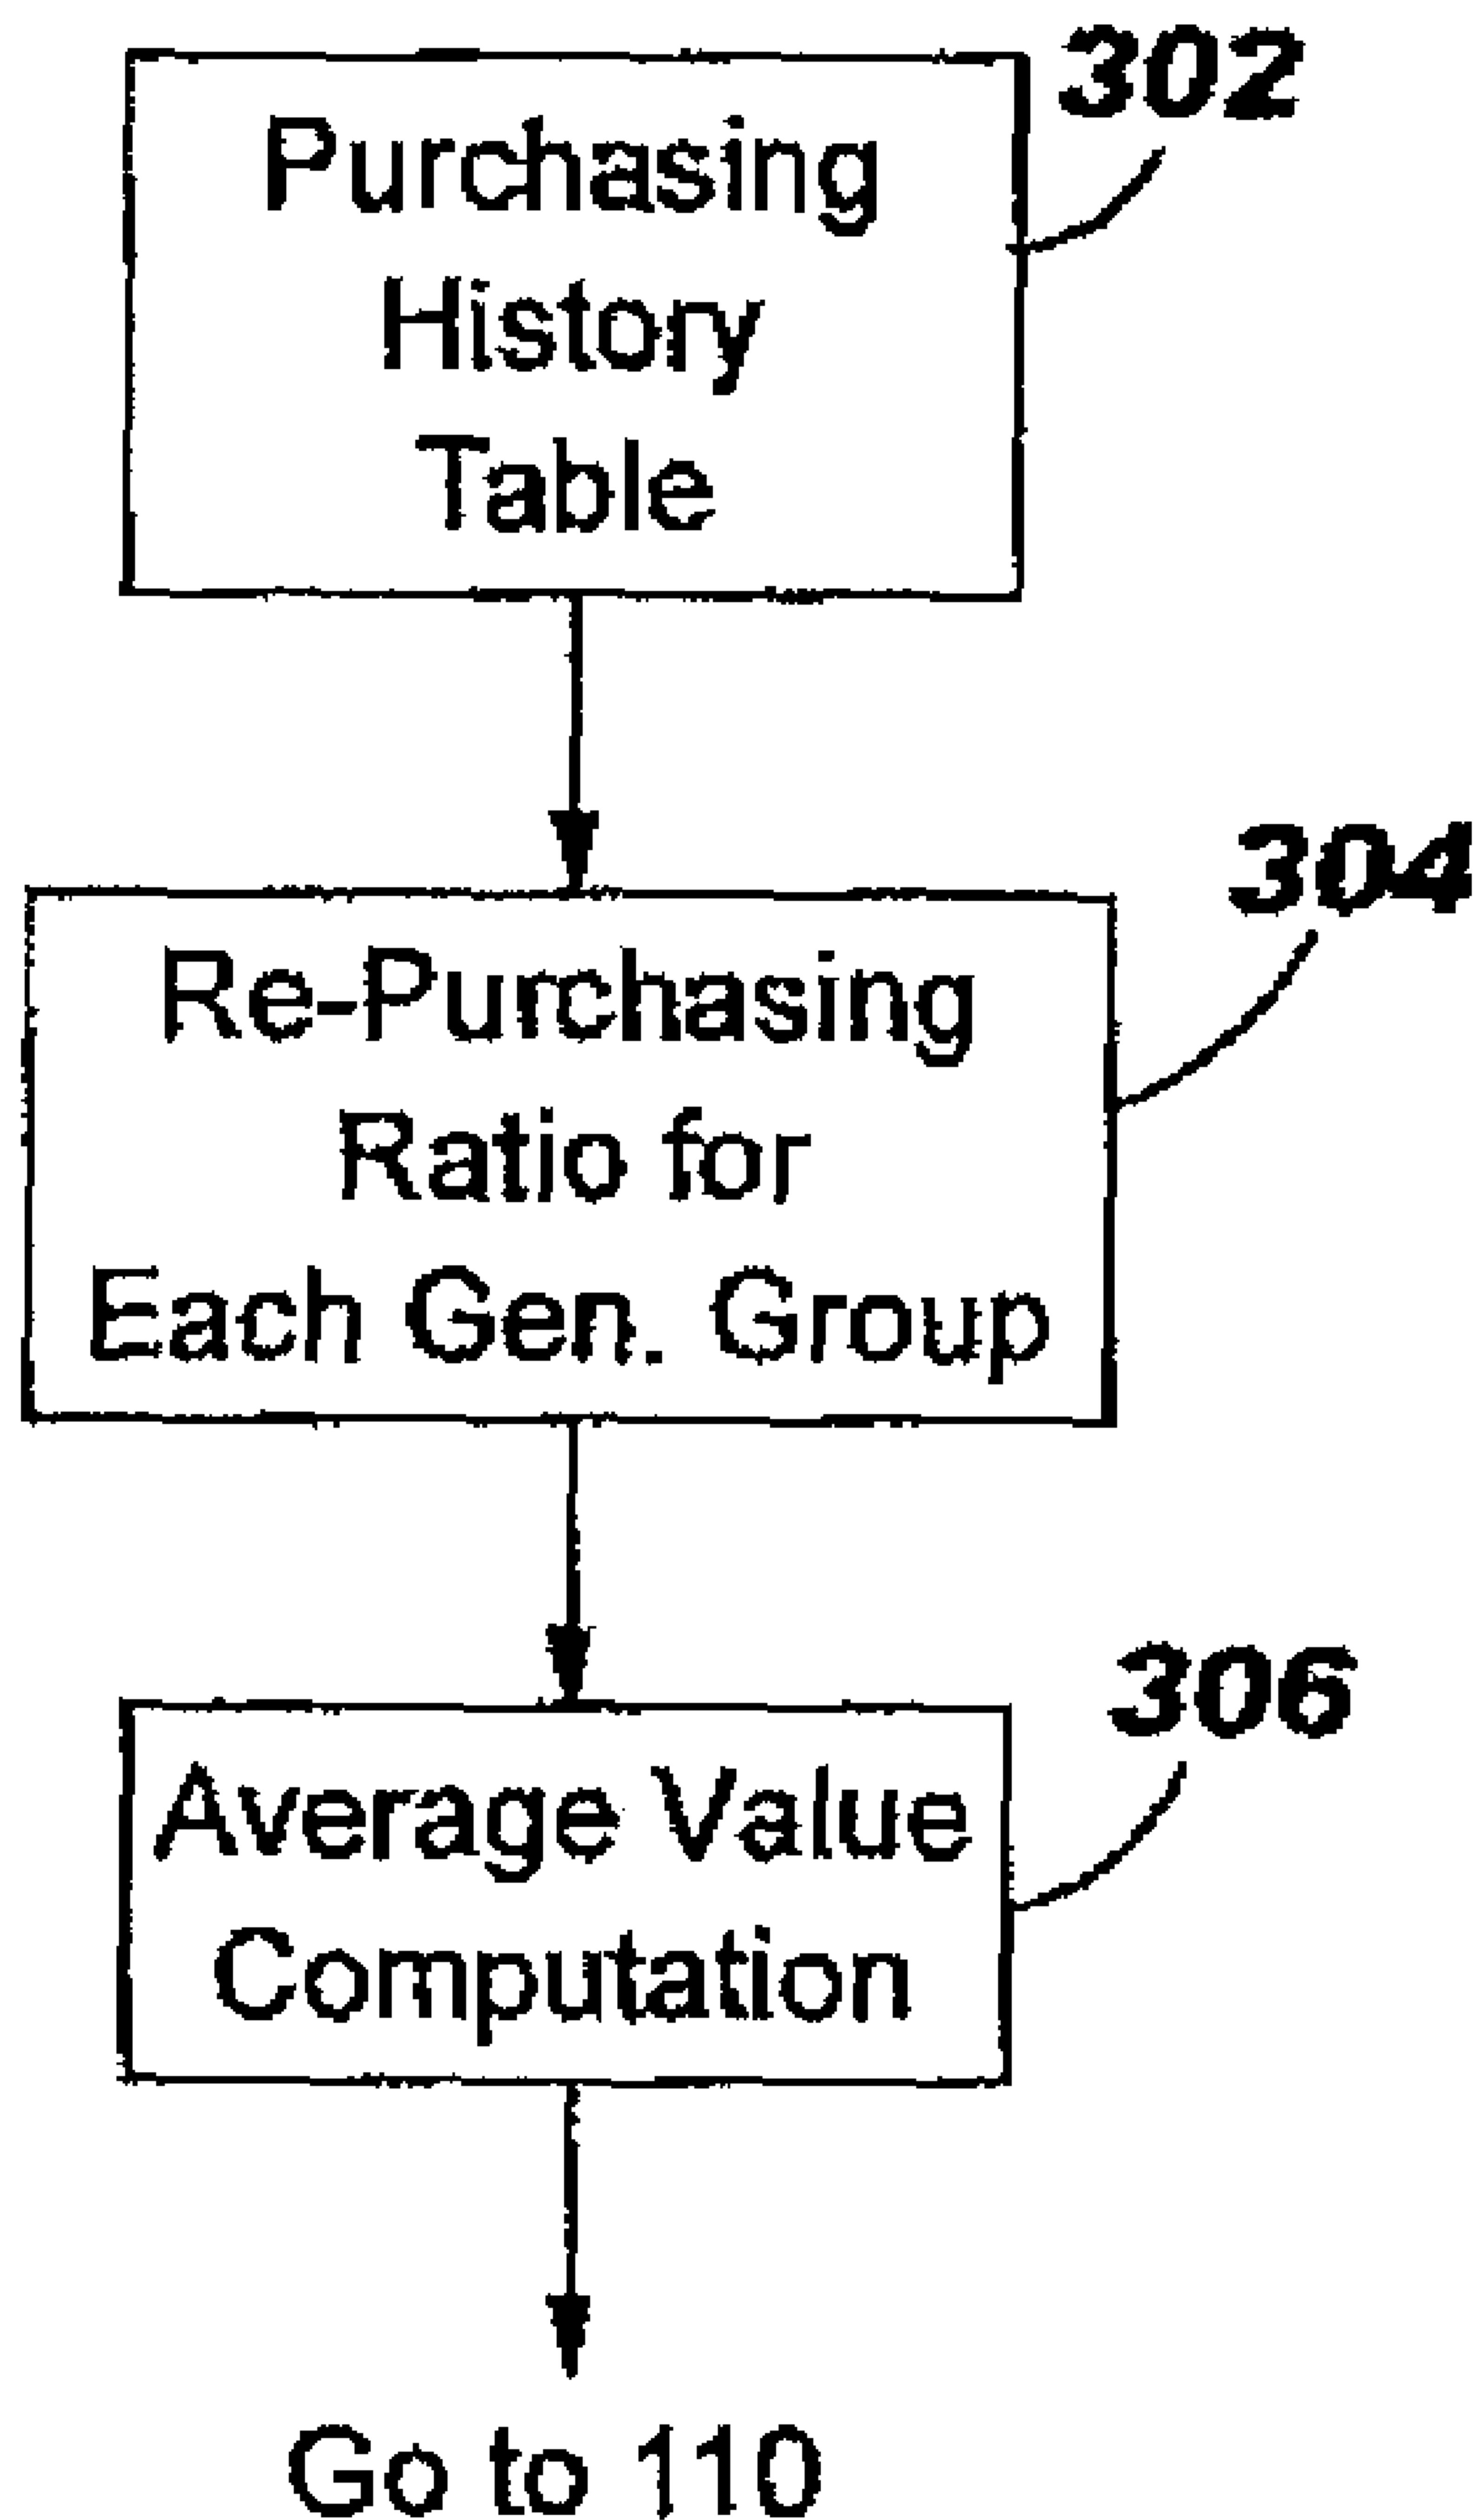 302
Purchasing
History
Table
304
Re-Purchasing
Ratio for
Each Gen. Group
306
Average Value
Computation
Go to 110